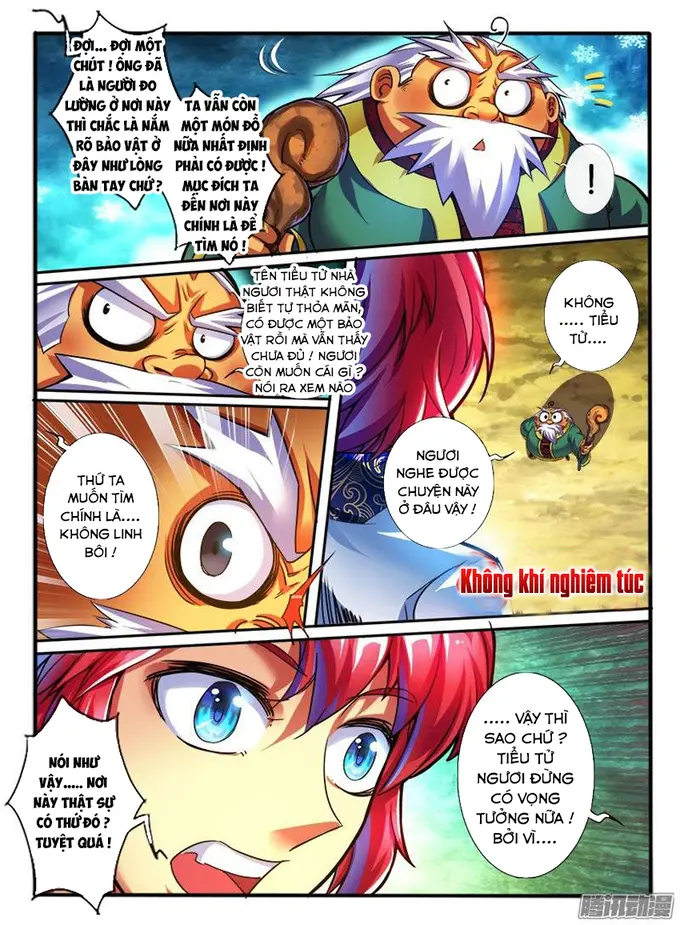 ĐỢI... ĐỢI MỘT
CHÚT ! ÔNG ĐÃ
LÀ NGƯỜI ĐO
LƯỜNG Ở NƠI NÀY
THÌ CHẮC LÀ NẮM
RÕ BẢO VẬT Ở
ĐÂY NHƯ LÒNG
BÀN TAY CHỨ ?
TA VẪN CÒN
MỘT MÓN ĐỒ
NỮA NHẤT ĐỊNH
PHẢI CÓ ĐƯỢC !
MỤC ĐÍCH TA
ĐẾN NƠI NÀY
CHÍNH LÀ ĐỂ
TÌM NÓ !
!
TÊN TIỂU TỬ NHÀ
NGƯƠI THẬT KHÔNG
BIẾT TỰ THỎA MÃN,
CÓ ĐƯỢC MỘT BẢO
VẬT RỒI MÀ VẪN THẤY
CHƯA ĐỦ ! NGƯƠI
CÒN MUỐN CÁI GÌ ?
NÓI RA XEM NÀO
KHÔNG
..... TIỂU
TỬ....
THỨ TA
MUỐN TÌM
CHÍNH LÀ....
KHÔNG LINH
BÔI !
NGƯƠI
NGHE ĐƯỢC
CHUYỆN NÀY
Ở ĐÂU VẬY !
Không khí nghiêm túc
NÓI NHƯ
VẬY..... NƠI
NÀY THẬT SỰ
CÓ THỨ ĐÓ ?
TUYỆT QUÁ !
..... VẬY THÌ
SAO CHỨ ?
TIỂU TỬ
NGƯƠI ĐỪNG
CÓ VỌNG
TƯỞNG NỮA !
BỞI VÌ....
腾讯动漫